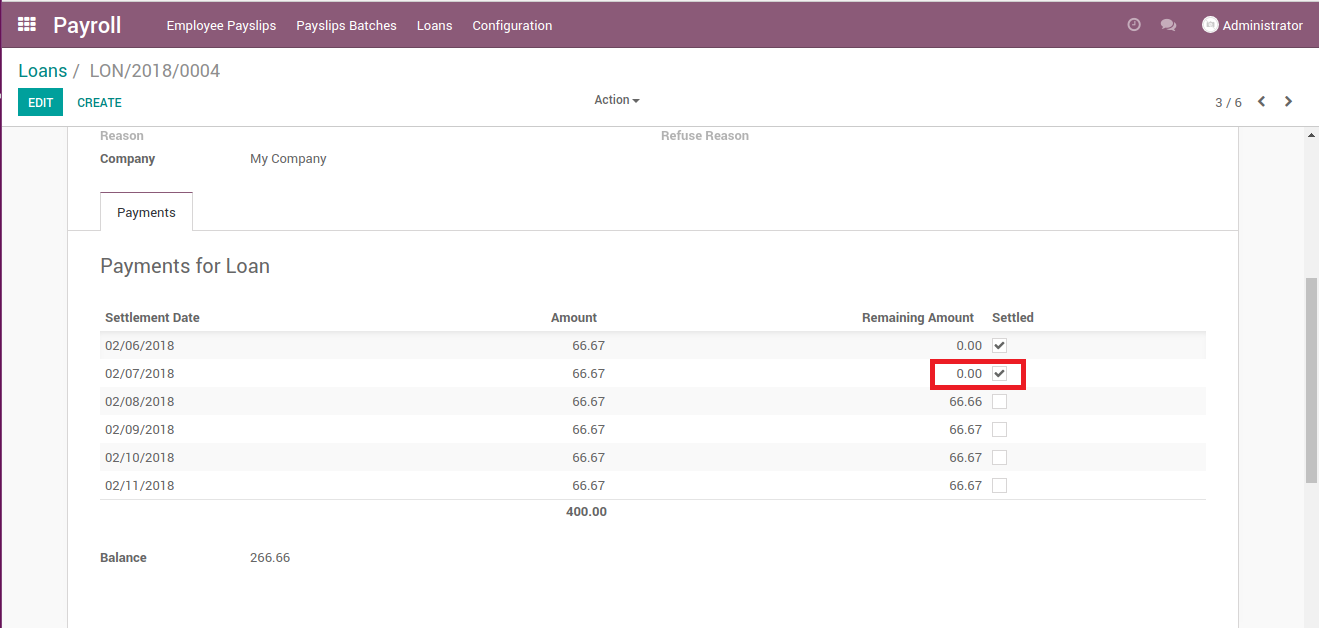 Payroll Employee Payslips Payslips Batches Loans Configuration Administrator
Loans / LON/2018/0004
EDIT CREATE Action 3 / 6
Reason Refuse Reason
Company My Company
Payments
Payments for Loan
Settlement Date Amount Remaining Amount Settled
02/06/2018 66.67 0.00
02/07/2018 66.67 0.00
02/08/2018 66.67 66.66
02/09/2018 66.67 66.67
02/10/2018 66.67 66.67
02/11/2018 66.67 66.67
400.00
Balance 266.66